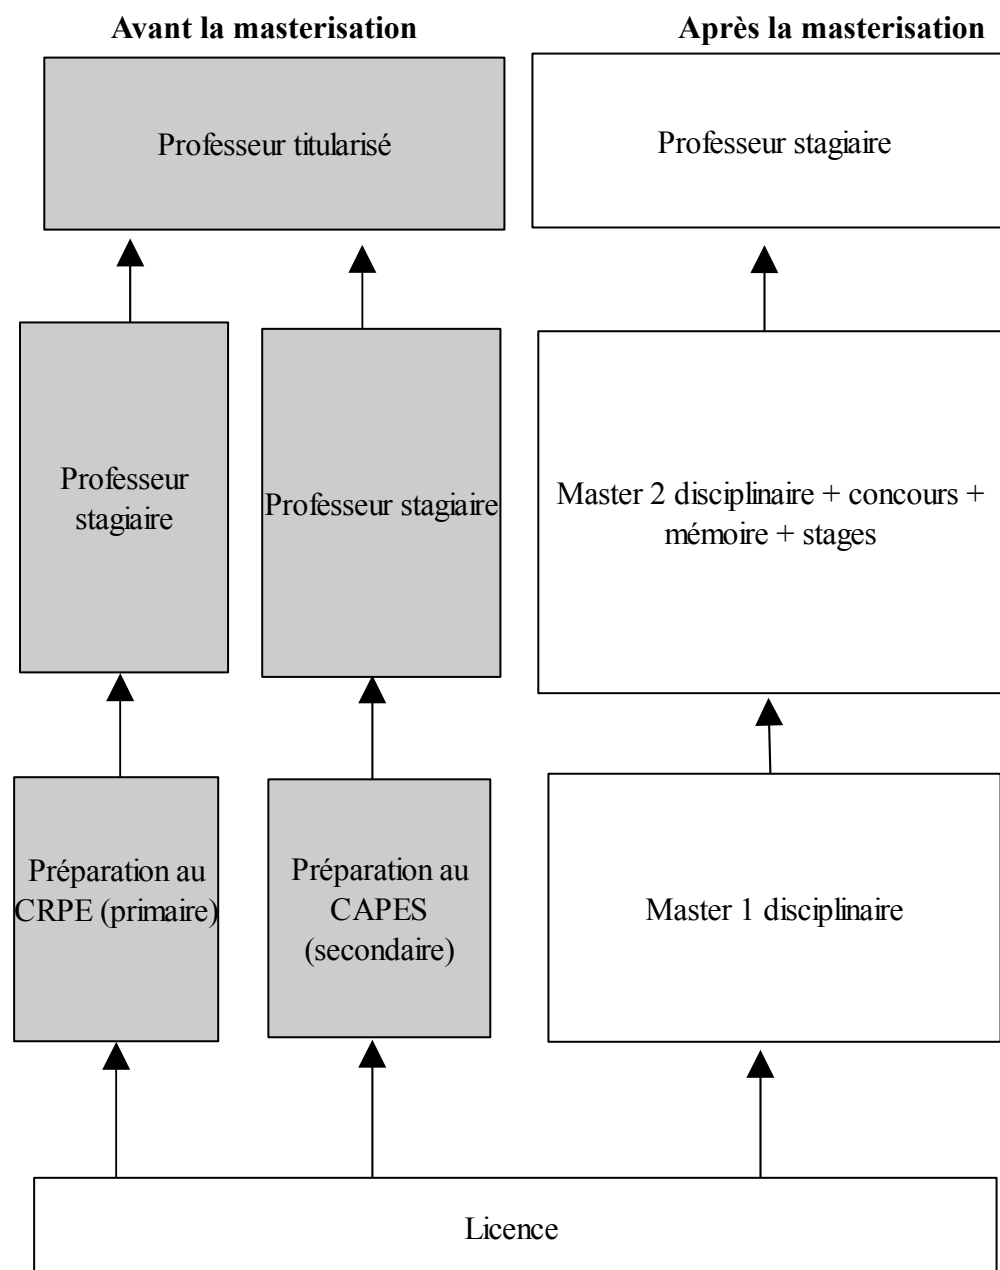 Avant la masterisation
Après la masterisation
Professeur titularisé
Professeur stagiaire
Professeur
stagiaire
Professeur stagiaire
Master 2 disciplinaire + concours +
mémoire + stages
Préparation au
CRPE (primaire)
Préparation au
CAPES
(secondaire)
Master 1 disciplinaire
Licence